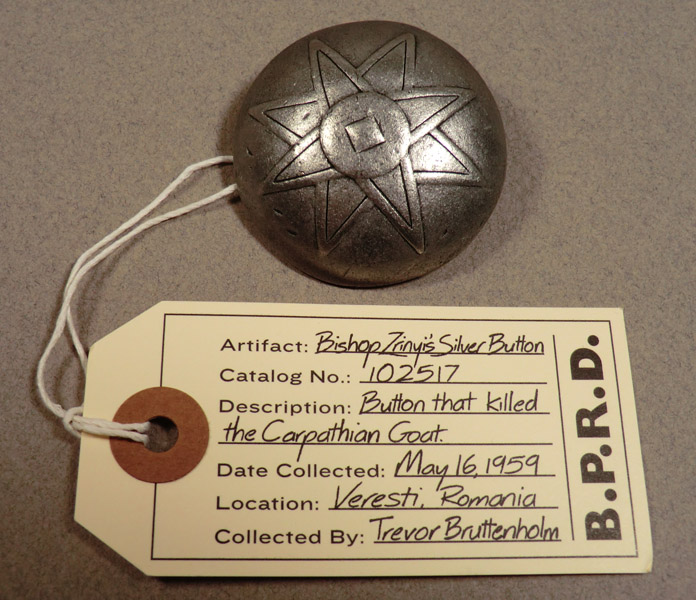 Artifact: Bishop Zrinyi's Silver Button
Catalog No.: 102517
Description: Button that killed
the Carpathian Goat.
Date Collected: May 16, 1959
Location: Veresti, Romania
Collected By: Trevor Bruttenholm
B.P.R.D.